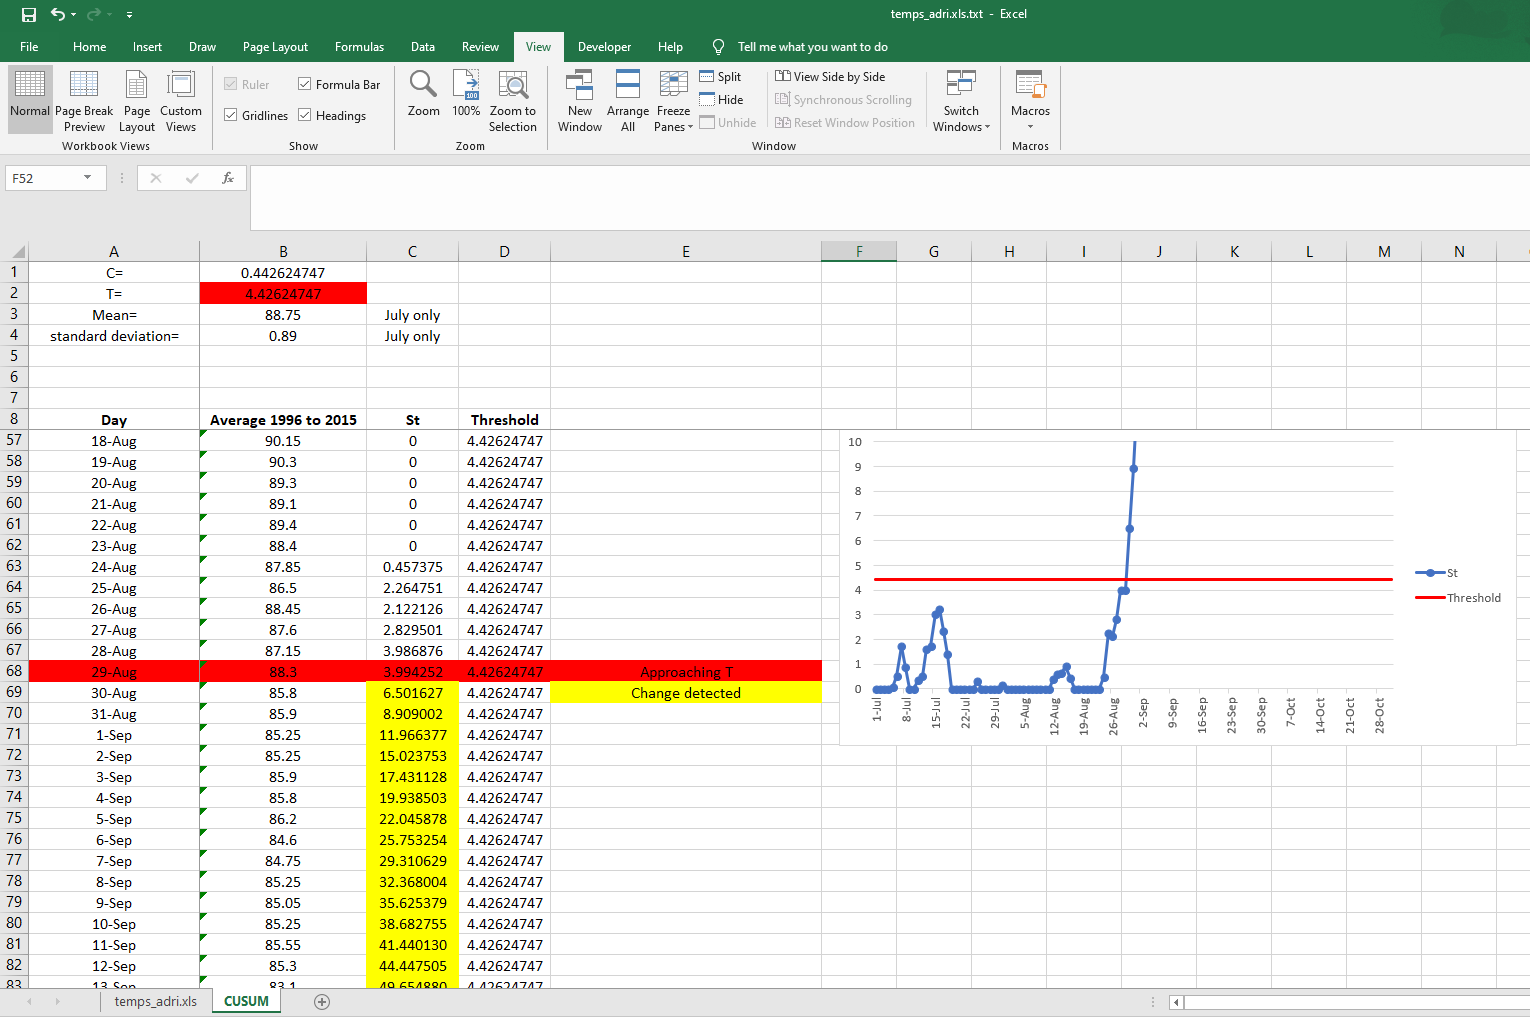 temps_adri.xls.txt - Excel
File Home Insert Draw Page Layout Formulas Data Review View Developer Help Tell me what you want to do
Normal Page Break Preview Page Layout Custom Views
Workbook Views
Ruler Formula Bar
Gridlines Headings
Show
Zoom 100% Zoom to Selection
Zoom
New Window Arrange All Freeze Panes
Split
Hide
Unhide
View Side by Side
Synchronous Scrolling
Reset Window Position
Window
Switch Windows
Macros
Macros
F52 fx
A B C D E F G H I J K L M N
1 C= 0.442624747
2 T= 4.42624747
3 Mean= 88.75 July only
4 standard deviation= 0.89 July only
5
6
7
8 Day Average 1996 to 2015 St Threshold
57 18-Aug 90.15 0 4.42624747
58 19-Aug 90.3 0 4.42624747
59 20-Aug 89.3 0 4.42624747
60 21-Aug 89.1 0 4.42624747
61 22-Aug 89.4 0 4.42624747
62 23-Aug 88.4 0 4.42624747
63 24-Aug 87.85 0.457375 4.42624747
64 25-Aug 86.5 2.264751 4.42624747
65 26-Aug 88.45 2.122126 4.42624747
66 27-Aug 87.6 2.829501 4.42624747
67 28-Aug 87.15 3.986876 4.42624747
68 29-Aug 88.3 3.994252 4.42624747 Approaching T
69 30-Aug 85.8 6.501627 4.42624747 Change detected
70 31-Aug 85.9 8.909002 4.42624747
71 1-Sep 85.25 11.966377 4.42624747
72 2-Sep 85.25 15.023753 4.42624747
73 3-Sep 85.9 17.431128 4.42624747
74 4-Sep 85.8 19.938503 4.42624747
75 5-Sep 86.2 22.045878 4.42624747
76 6-Sep 84.6 25.753254 4.42624747
77 7-Sep 84.75 29.310629 4.42624747
78 8-Sep 85.25 32.368004 4.42624747
79 9-Sep 85.05 35.625379 4.42624747
80 10-Sep 85.25 38.682755 4.42624747
81 11-Sep 85.55 41.440130 4.42624747
82 12-Sep 85.3 44.447505 4.42624747
83 13-Sep 83.1 49.654880 4.42624747
10
9
8
7
6
5
4
3
2
1
0
1-Jul 8-Jul 15-Jul 22-Jul 29-Jul 5-Aug 12-Aug 19-Aug 26-Aug 2-Sep 9-Sep 16-Sep 23-Sep 30-Sep 7-Oct 14-Oct 21-Oct 28-Oct
St
Threshold
temps_adri.xls CUSUM